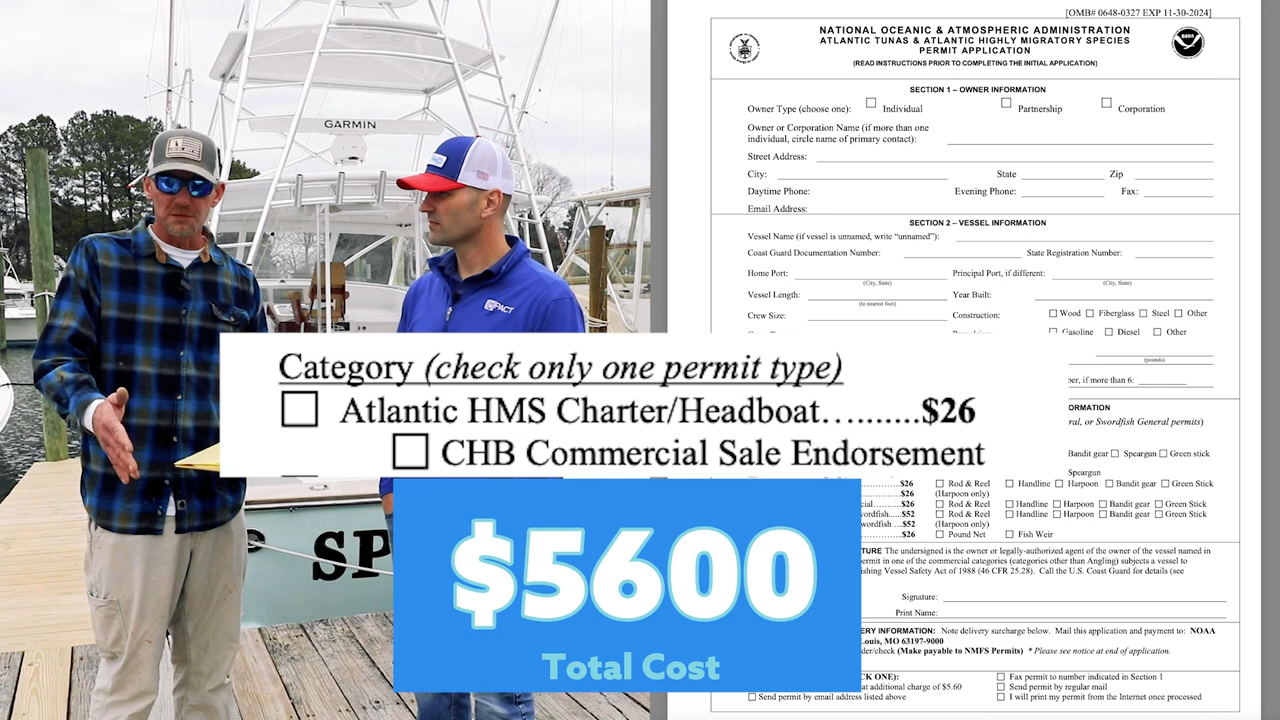 GARMIN
PACT
SP
[OMB# 0648-0327 EXP 11-30-2024]
NATIONAL OCEANIC & ATMOSPHERIC ADMINISTRATION
ATLANTIC TUNAS & ATLANTIC HIGHLY MIGRATORY SPECIES
PERMIT APPLICATION
(READ INSTRUCTIONS PRIOR TO COMPLETING THE INITIAL APPLICATION)
SECTION 1 – OWNER INFORMATION
Owner Type (choose one): Individual Partnership Corporation
Owner or Corporation Name (if more than one
individual, circle name of primary contact):
Street Address:
City: State Zip
Daytime Phone: Evening Phone: Fax:
Email Address:
SECTION 2 – VESSEL INFORMATION
Vessel Name (if vessel is unnamed, write “unnamed”):
Coast Guard Documentation Number: State Registration Number:
Home Port: Principal Port, if different:
(City, State) (City, State)
Vessel Length: Year Built:
(to nearest foot)
Crew Size: Construction: Wood Fiberglass Steel Other
Gasoline Diesel Other
(pounds)
ber, if more than 6:
Category (check only one permit type)
Atlantic HMS Charter/Headboat…........$26
CHB Commercial Sale Endorsement
ORMATION
ral, or Swordfish General permits)
Bandit gear Speargun Green stick
Speargun
$26 Rod & Reel Handline Harpoon Bandit gear Green Stick
$26 (Harpoon only)
cial………$26 Rod & Reel Handline Harpoon Bandit gear Green Stick
wordfish.....$52 Rod & Reel Handline Harpoon Bandit gear Green Stick
wordfish ...$52 (Harpoon only)
$26 Pound Net Fish Weir
$5600
Total Cost
TURE The undersigned is the owner or legally-authorized agent of the owner of the vessel named in
permit in one of the commercial categories (categories other than Angling) subjects a vessel to
ishing Vessel Safety Act of 1988 (46 CFR 25.28). Call the U.S. Coast Guard for details (see
Signature:
Print Name:
ERY INFORMATION: Note delivery surcharge below. Mail this application and payment to: NOAA
Louis, MO 63197-9000
der/check (Make payable to NMFS Permits) * Please see notice at end of application.
CK ONE): Fax permit to number indicated in Section 1
at additional charge of $5.60 Send permit by regular mail
Send permit by email address listed above I will print my permit from the Internet once processed